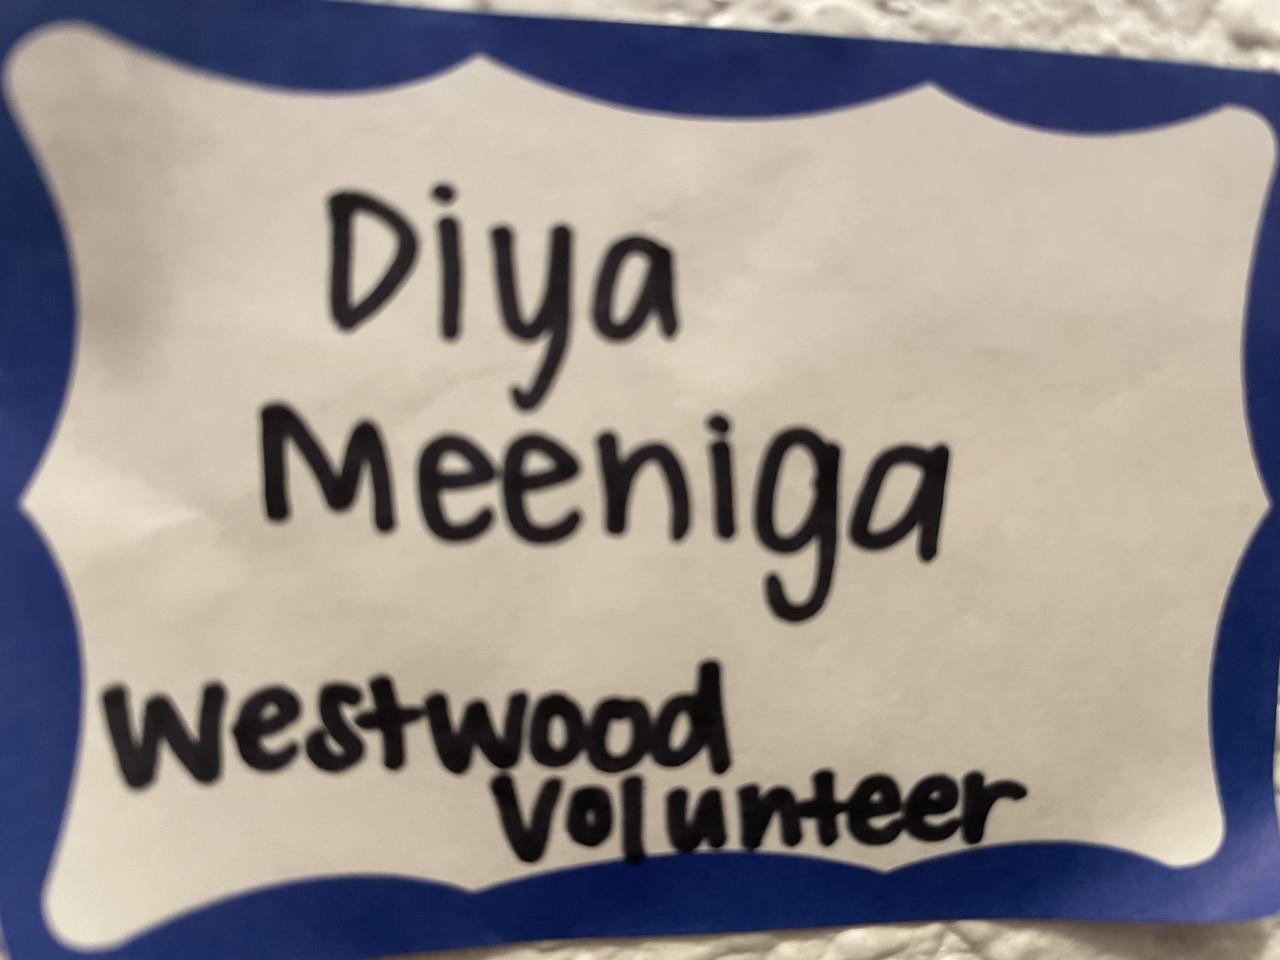 Diya
Meeniga
Westwood
Volunteer